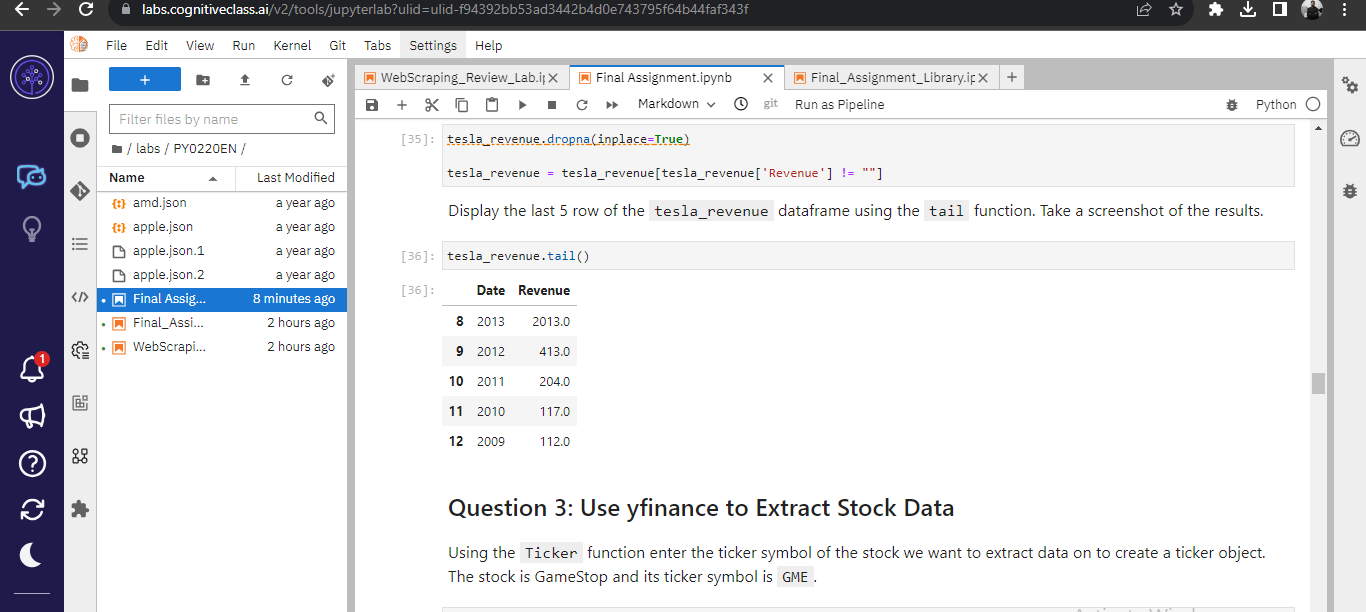 labs.cognitiveclass.ai/v2/tools/jupyterlab?ulid=ulid-f94392bb53ad3442b4d0e743795f64b44faf343f
File Edit View Run Kernel Git Tabs Settings Help
WebScraping_Review_Lab.ip Final Assignment.ipynb Final_Assignment_Library.ip
Markdown git Run as Pipeline Python
Filter files by name
/ labs / PY0220EN /
Name Last Modified
amd.json a year ago
apple.json a year ago
apple.json.1 a year ago
apple.json.2 a year ago
Final Assig... 8 minutes ago
Final_Assi... 2 hours ago
WebScrapi... 2 hours ago
1
[35]: tesla_revenue.dropna(inplace=True)
tesla_revenue = tesla_revenue[tesla_revenue['Revenue'] != ""]
Display the last 5 row of the tesla_revenue dataframe using the tail function. Take a screenshot of the results.
[36]: tesla_revenue.tail()
[36]: Date Revenue
8 2013 2013.0
9 2012 413.0
10 2011 204.0
11 2010 117.0
12 2009 112.0
Question 3: Use yfinance to Extract Stock Data
Using the Ticker function enter the ticker symbol of the stock we want to extract data on to create a ticker object.
The stock is GameStop and its ticker symbol is GME.